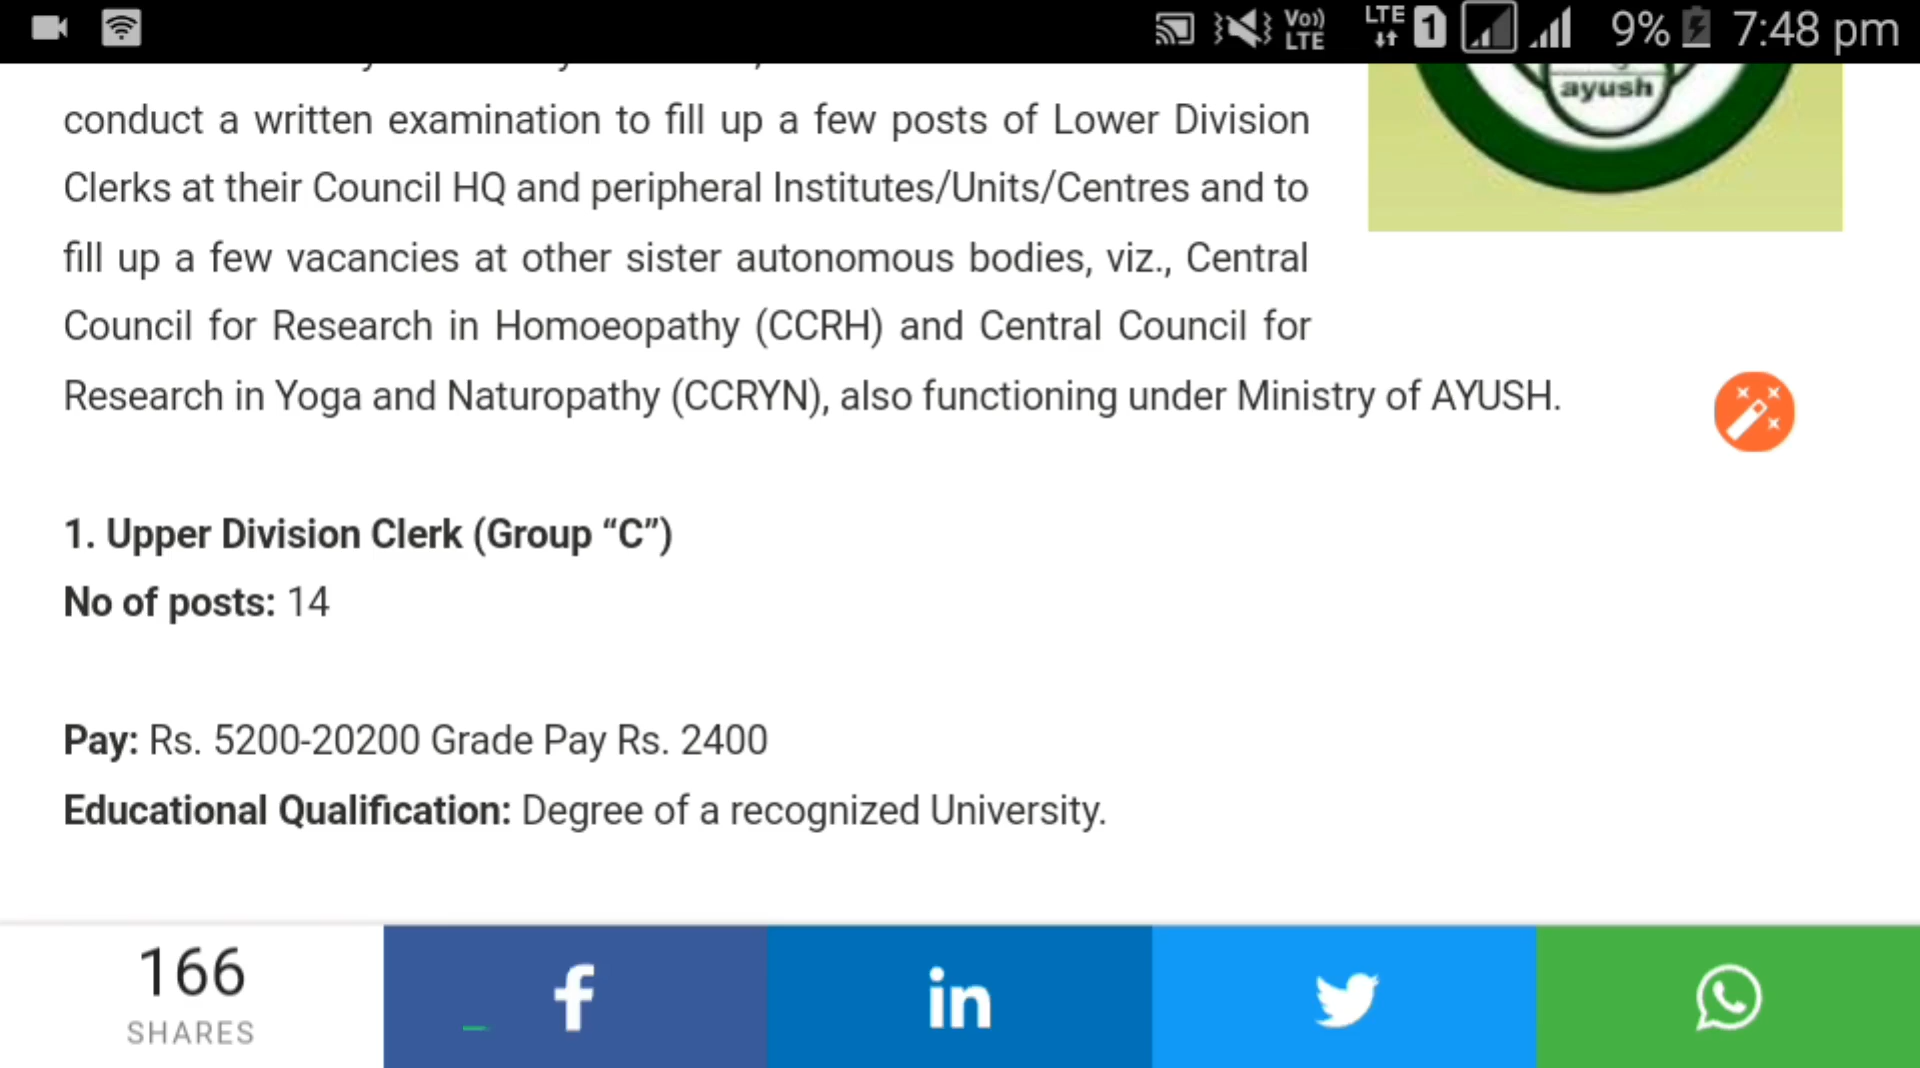 Vo))
LTE
LTE
1
9%
7:48 pm
ayush
conduct a written examination to fill up a few posts of Lower Division
Clerks at their Council HQ and peripheral Institutes/Units/Centres and to
fill up a few vacancies at other sister autonomous bodies, viz., Central
Council for Research in Homoeopathy (CCRH) and Central Council for
Research in Yoga and Naturopathy (CCRYN), also functioning under Ministry of AYUSH.
1. Upper Division Clerk (Group “C”)
No of posts: 14
Pay: Rs. 5200-20200 Grade Pay Rs. 2400
Educational Qualification: Degree of a recognized University.
166
SHARES
f
in